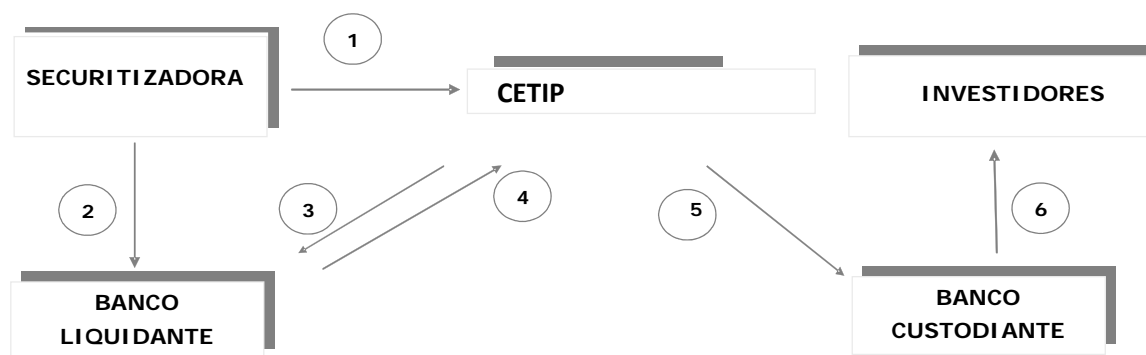 1
SECURITIZADORA
CETIP
INVESTIDORES
2
3
4
5
6
BANCO
LIQUIDANTE
BANCO
CUSTODIANTE